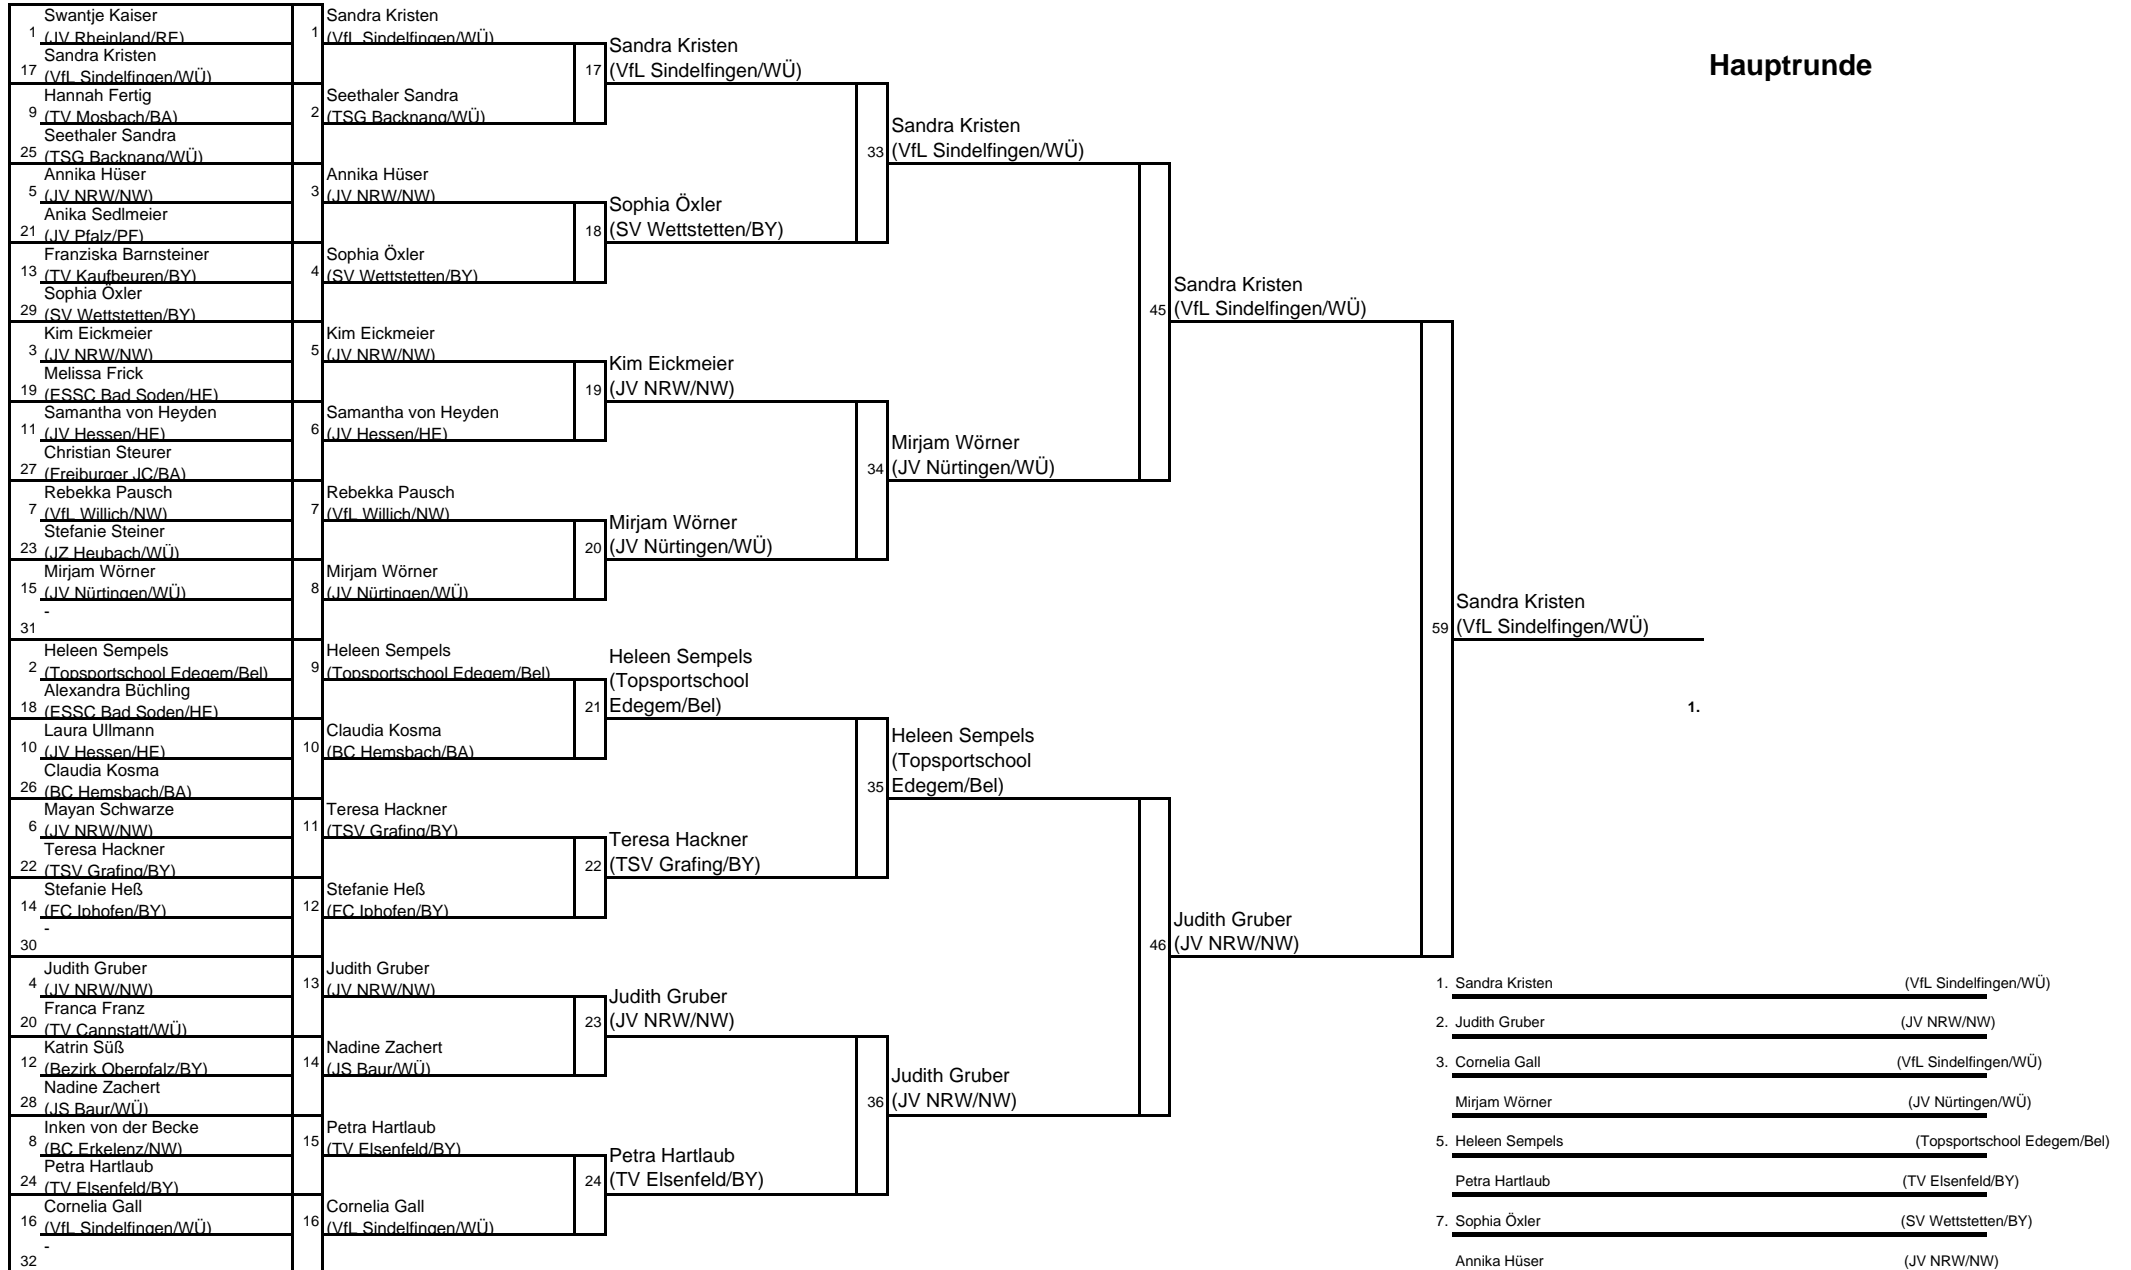 Hauptrunde
1 Swantje Kaiser
(JV Rheinland/RE)
17 Sandra Kristen
(VfL Sindelfingen/WÜ)
9 Hannah Fertig
(TV Mosbach/BA)
25 Seethaler Sandra
(TSG Backnang/WÜ)
5 Annika Hüser
(JV NRW/NW)
21 Anika Sedlmeier
(JV Pfalz/PF)
13 Franziska Barnsteiner
(TV Kaufbeuren/BY)
29 Sophia Öxler
(SV Wettstetten/BY)
3 Kim Eickmeier
(JV NRW/NW)
19 Melissa Frick
(ESSC Bad Soden/HE)
11 Samantha von Heyden
(JV Hessen/HE)
27 Christian Steurer
(Freiburger JC/BA)
7 Rebekka Pausch
(VfL Willich/NW)
23 Stefanie Steiner
(JZ Heubach/WÜ)
15 Mirjam Wörner
(JV Nürtingen/WÜ)
-
31
2 Heleen Sempels
(Topsportschool Edegem/Bel)
18 Alexandra Büchling
(ESSC Bad Soden/HE)
10 Laura Ullmann
(JV Hessen/HE)
26 Claudia Kosma
(BC Hemsbach/BA)
6 Mayan Schwarze
(JV NRW/NW)
22 Teresa Hackner
(TSV Grafing/BY)
14 Stefanie Heß
(FC Iphofen/BY)
-
30
4 Judith Gruber
(JV NRW/NW)
20 Franca Franz
(TV Cannstatt/WÜ)
12 Katrin Süß
(Bezirk Oberpfalz/BY)
28 Nadine Zachert
(JS Baur/WÜ)
8 Inken von der Becke
(BC Erkelenz/NW)
24 Petra Hartlaub
(TV Elsenfeld/BY)
16 Cornelia Gall
(VfL Sindelfingen/WÜ)
-
32
1 Sandra Kristen
(VfL Sindelfingen/WÜ)
2 Seethaler Sandra
(TSG Backnang/WÜ)
3 Annika Hüser
(JV NRW/NW)
4 Sophia Öxler
(SV Wettstetten/BY)
5 Kim Eickmeier
(JV NRW/NW)
6 Samantha von Heyden
(JV Hessen/HE)
7 Rebekka Pausch
(VfL Willich/NW)
8 Mirjam Wörner
(JV Nürtingen/WÜ)
9 Heleen Sempels
(Topsportschool Edegem/Bel)
10 Claudia Kosma
(BC Hemsbach/BA)
11 Teresa Hackner
(TSV Grafing/BY)
12 Stefanie Heß
(FC Iphofen/BY)
13 Judith Gruber
(JV NRW/NW)
14 Nadine Zachert
(JS Baur/WÜ)
15 Petra Hartlaub
(TV Elsenfeld/BY)
16 Cornelia Gall
(VfL Sindelfingen/WÜ)
Sandra Kristen
17 (VfL Sindelfingen/WÜ)
Sophia Öxler
18 (SV Wettstetten/BY)
Kim Eickmeier
19 (JV NRW/NW)
Mirjam Wörner
20 (JV Nürtingen/WÜ)
Heleen Sempels
(Topsportschool
21 Edegem/Bel)
Teresa Hackner
22 (TSV Grafing/BY)
Judith Gruber
23 (JV NRW/NW)
Petra Hartlaub
24 (TV Elsenfeld/BY)
Sandra Kristen
33 (VfL Sindelfingen/WÜ)
Mirjam Wörner
34 (JV Nürtingen/WÜ)
Heleen Sempels
(Topsportschool
35 Edegem/Bel)
Judith Gruber
36 (JV NRW/NW)
Sandra Kristen
45 (VfL Sindelfingen/WÜ)
Judith Gruber
46 (JV NRW/NW)
Sandra Kristen
59 (VfL Sindelfingen/WÜ)
1.
1. Sandra Kristen (VfL Sindelfingen/WÜ)
2. Judith Gruber (JV NRW/NW)
3. Cornelia Gall (VfL Sindelfingen/WÜ)
Mirjam Wörner (JV Nürtingen/WÜ)
5. Heleen Sempels (Topsportschool Edegem/Bel)
Petra Hartlaub (TV Elsenfeld/BY)
7. Sophia Öxler (SV Wettstetten/BY)
Annika Hüser (JV NRW/NW)